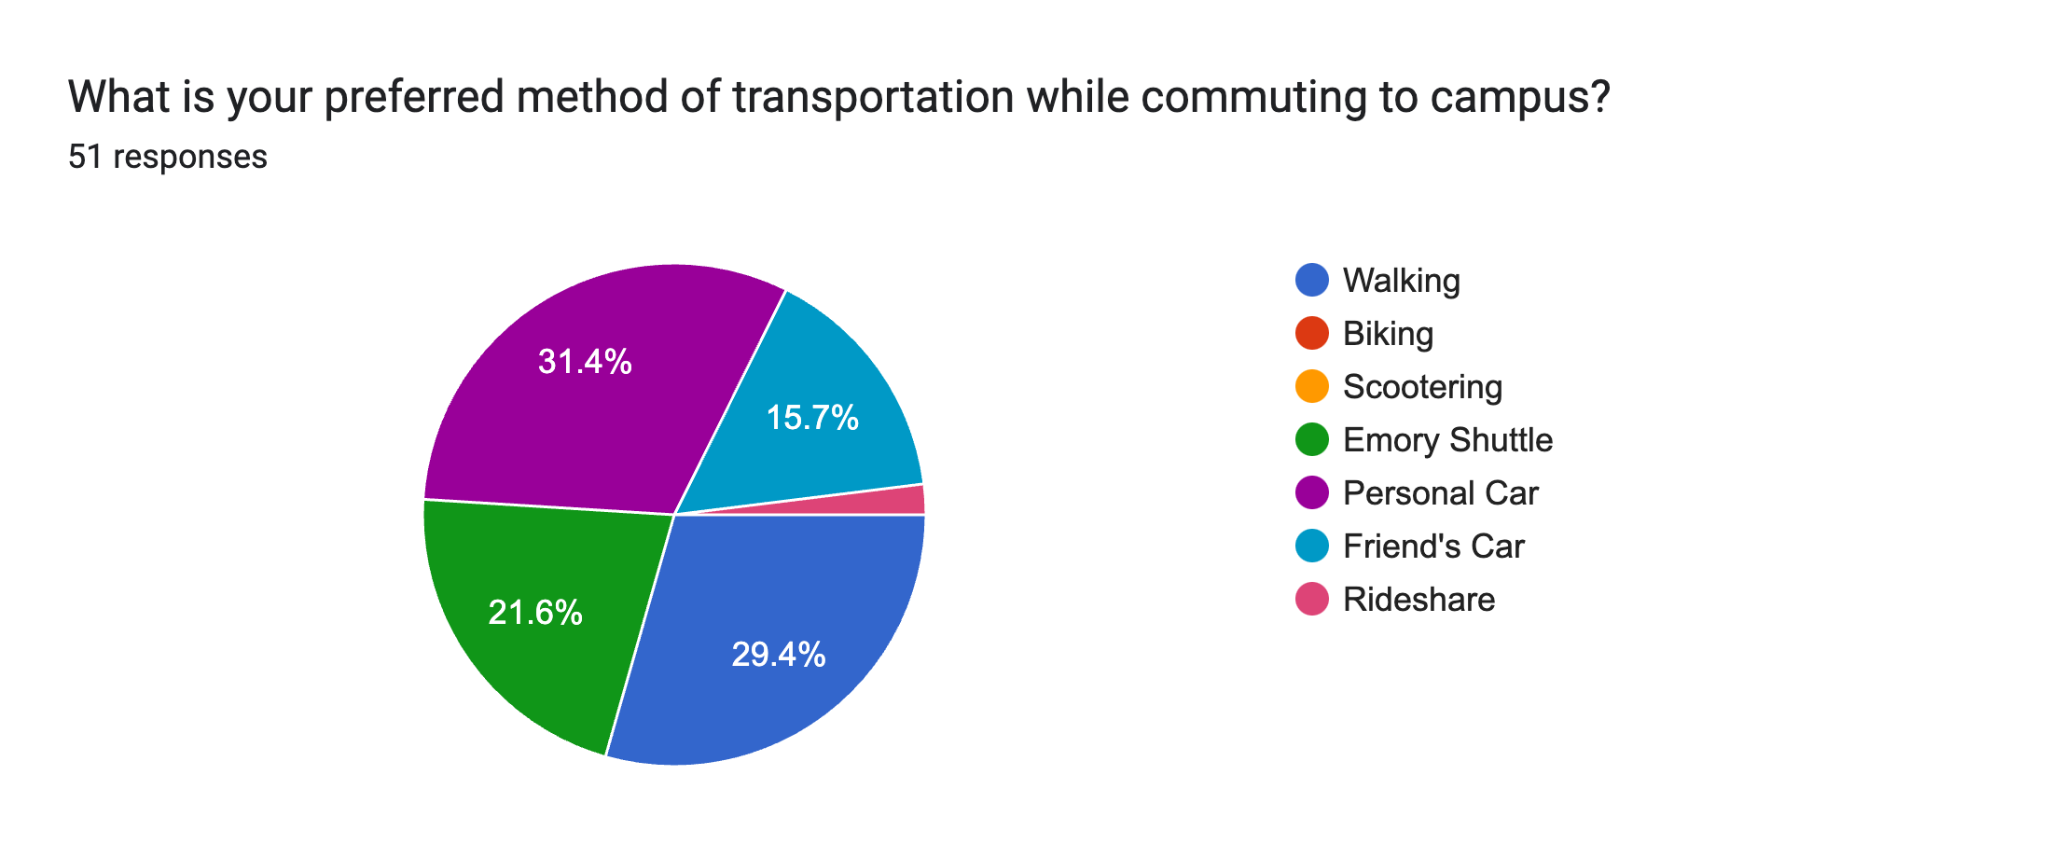 What is your preferred method of transportation while commuting to campus?
51 responses
31.4%
15.7%
21.6%
29.4%
Walking
Biking
Scootering
Emory Shuttle
Personal Car
Friend's Car
Rideshare